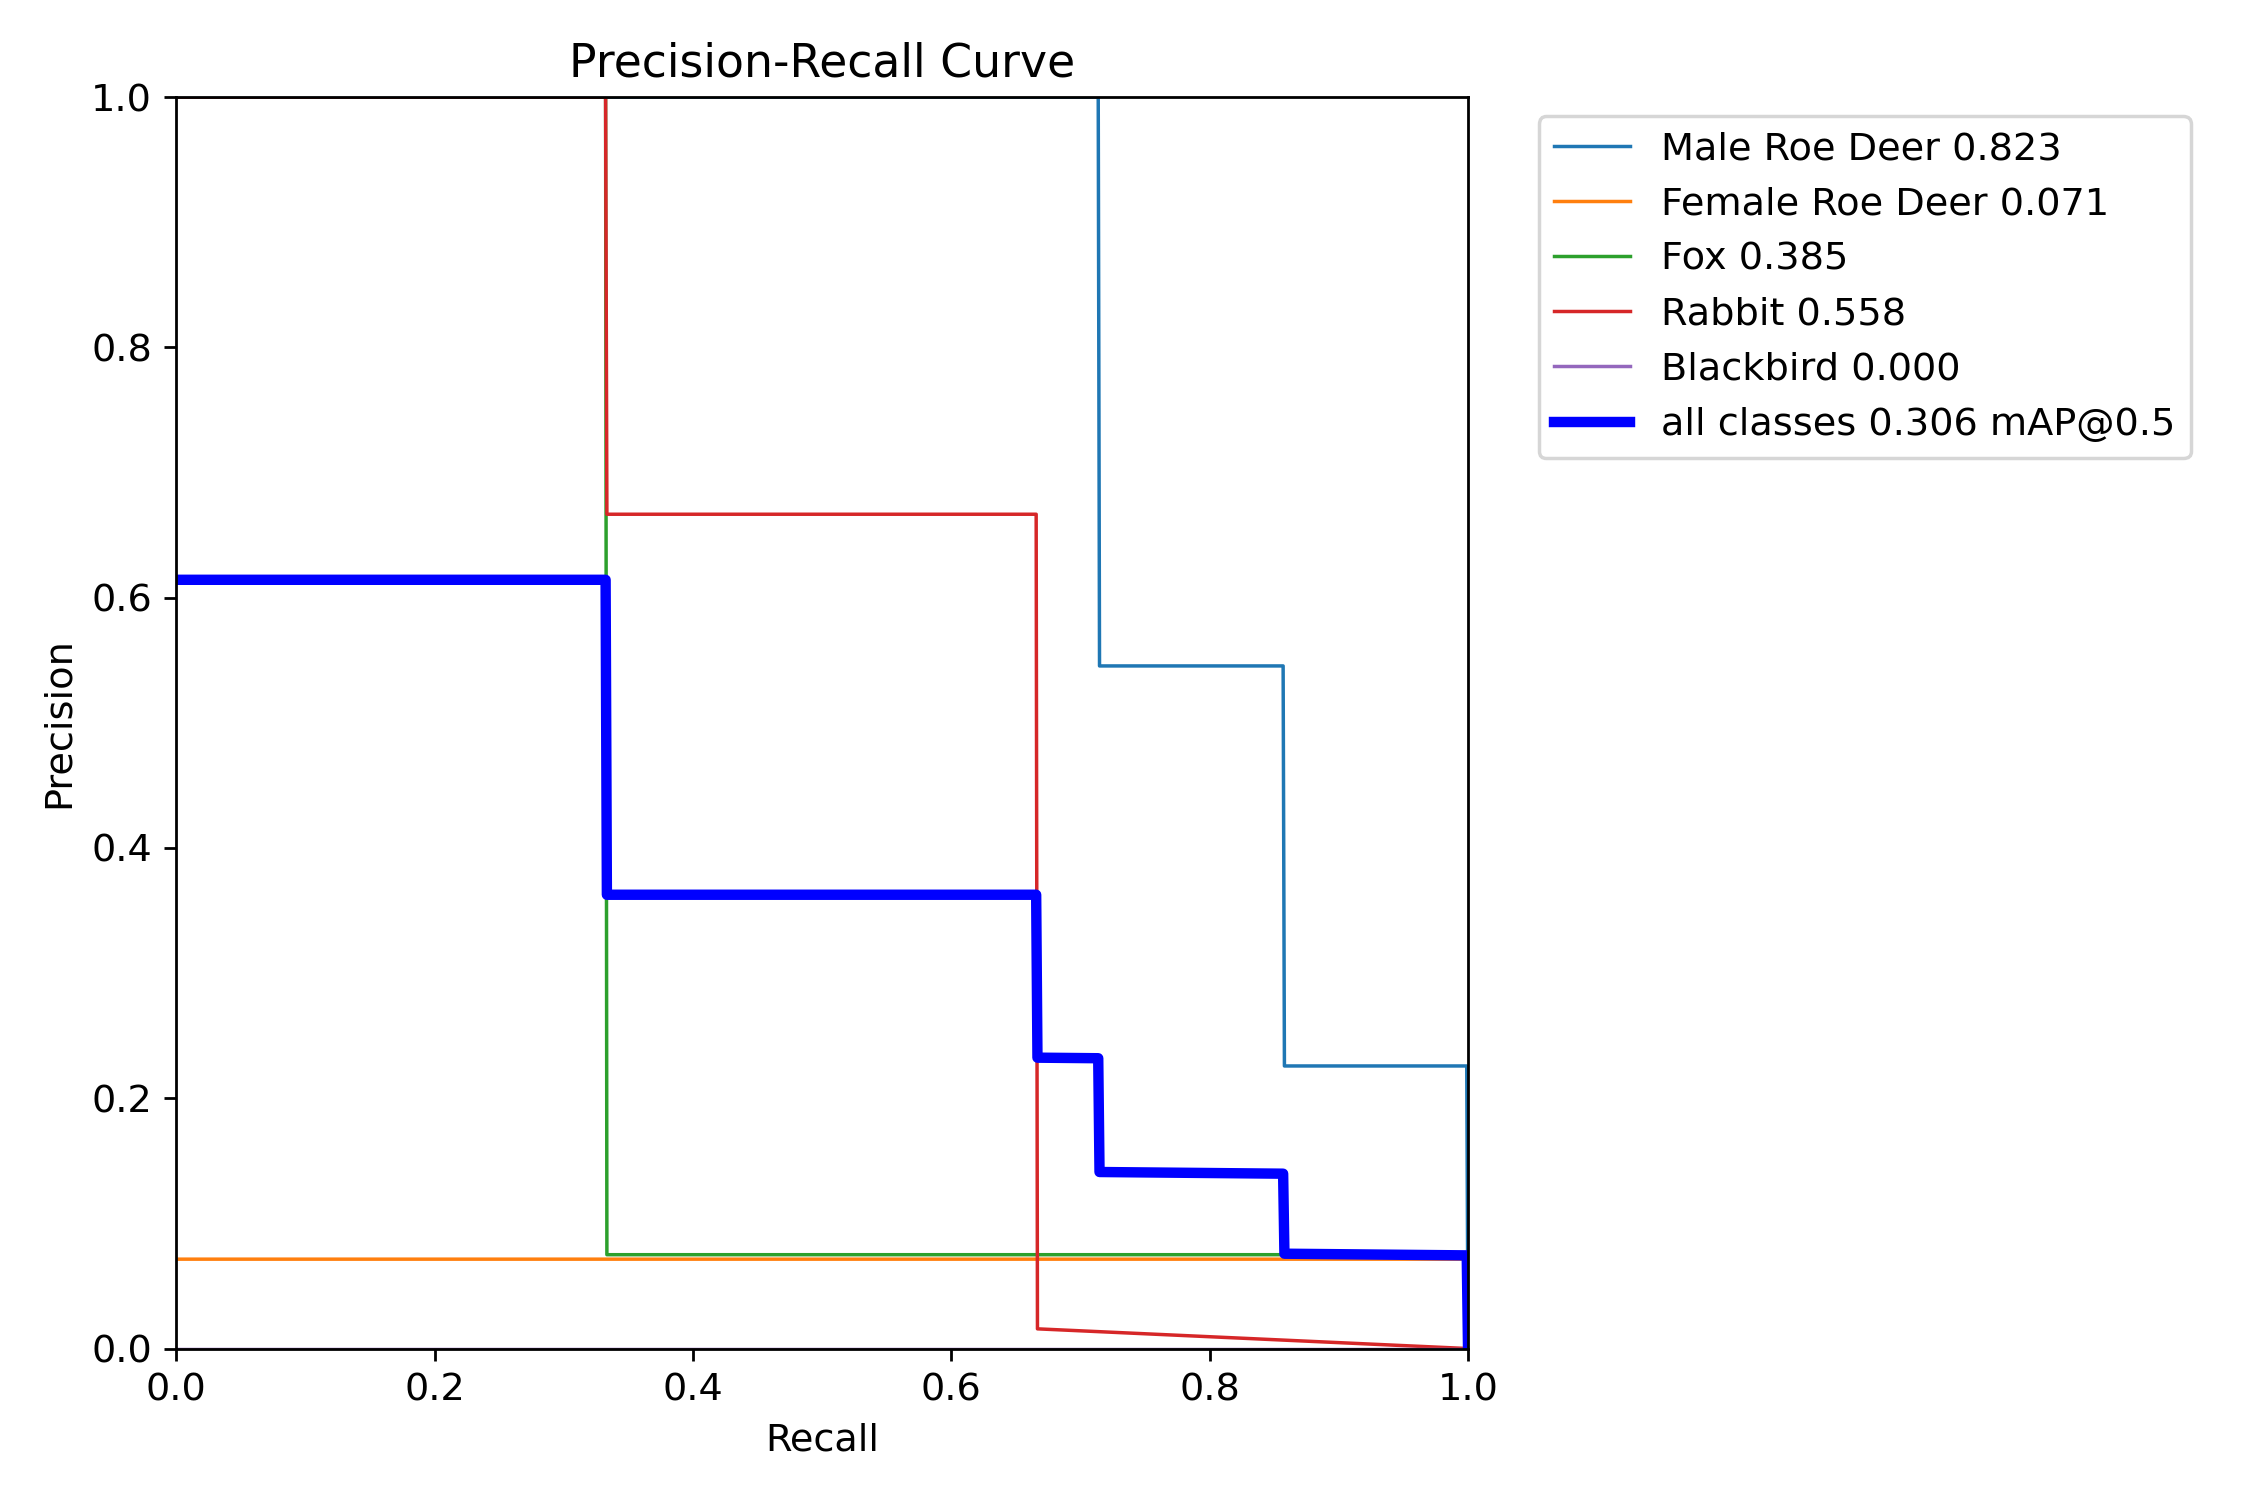 Precision-Recall Curve
1.0
0.8
0.6
0.4
0.2
0.0
Precision
0.0 0.2 0.4 0.6 0.8 1.0
Recall
Male Roe Deer 0.823
Female Roe Deer 0.071
Fox 0.385
Rabbit 0.558
Blackbird 0.000
all classes 0.306 mAP@0.5